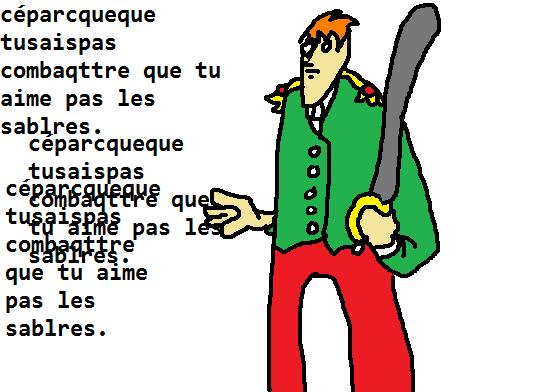 céparcqueque
tusaispas
combaqttre que tu
aime pas les
sablres.
céparcqueque
tusaispas
combaqttre que
tu aime pas les
sablres.
céparcqueque
tusaispas
combaqttre
que tu aime
pas les
sablres.